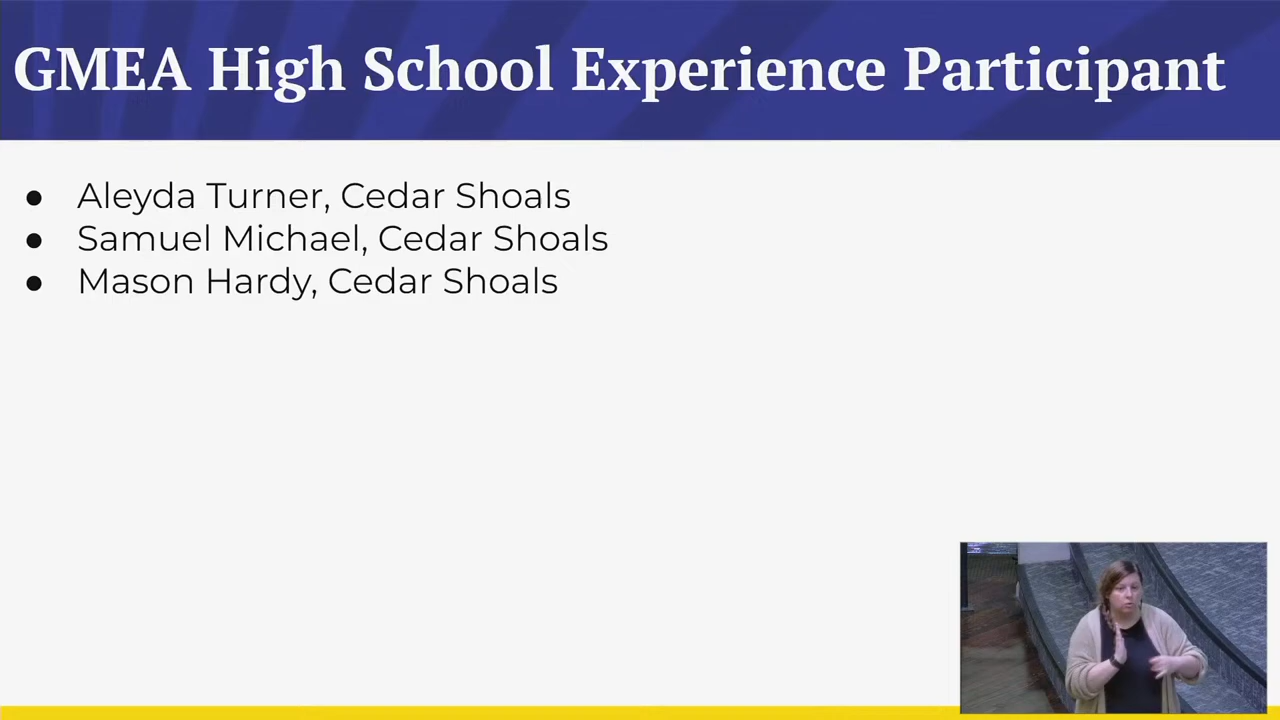 GMEA High School Experience Participant
● Aleyda Turner, Cedar Shoals
● Samuel Michael, Cedar Shoals
● Mason Hardy, Cedar Shoals